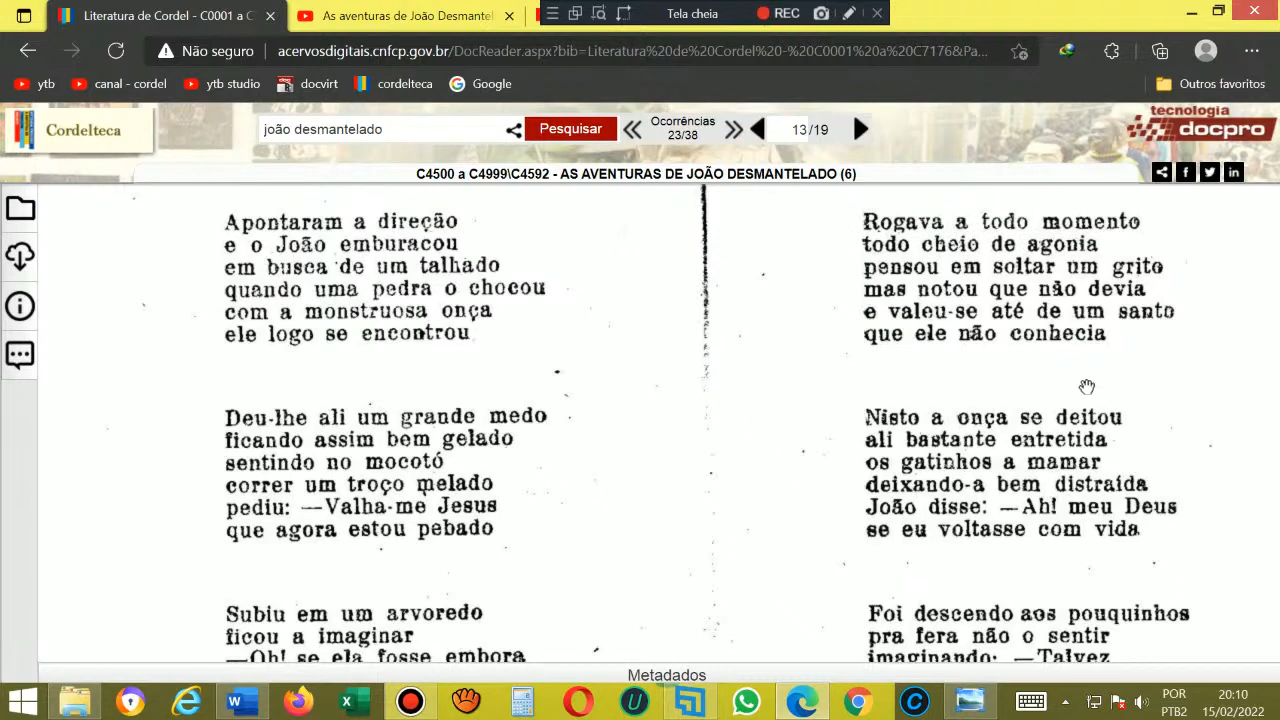 Literatura de Cordel - C0001 a C
As aventuras de João Desmantel
Tela cheia
REC
Não seguro
acervosdigitais.cnfcp.gov.br/DocReader.aspx?bib=Literatura%20de%20Cordel%20-%20C0001%20a%20C7176&Pa...
ytb
canal - cordel
ytb studio
docvirt
cordelteca
Google
Outros favoritos
Cordelteca
joão desmantelado
Pesquisar
Ocorrências
23/38
13/19
tecnologia
docpro
C4500 a C4999\C4592 - AS AVENTURAS DE JOÃO DESMANTELADO (6)
Apontaram a direção
e o João emburacou
em busca de um talhado
quando uma pedra o chocou
com a monstruosa onça
ele logo se encontrou
Deu-lhe ali um grande medo
ficando assim bem gelado
sentindo no mocotó
correr um troço melado
pediu: —Valha-me Jesus
que agora estou pebado
Subiu em um arvoredo
ficou a imaginar
—Oh! se ela fosse embora
Rogava a todo momento
todo cheio de agonia
pensou em soltar um grito
mas notou que não devia
e valeu-se até de um santo
que ele não conhecia
Nisto a onça se deitou
ali bastante entretida
os gatinhos a mamar
deixando-a bem distraída
João disse: —Ah! meu Deus
se eu voltasse com vida
Foi descendo aos pouquinhos
pra fera não o sentir
imaginando: —Talvez
Metadados
POR
PTB2
20:10
15/02/2022